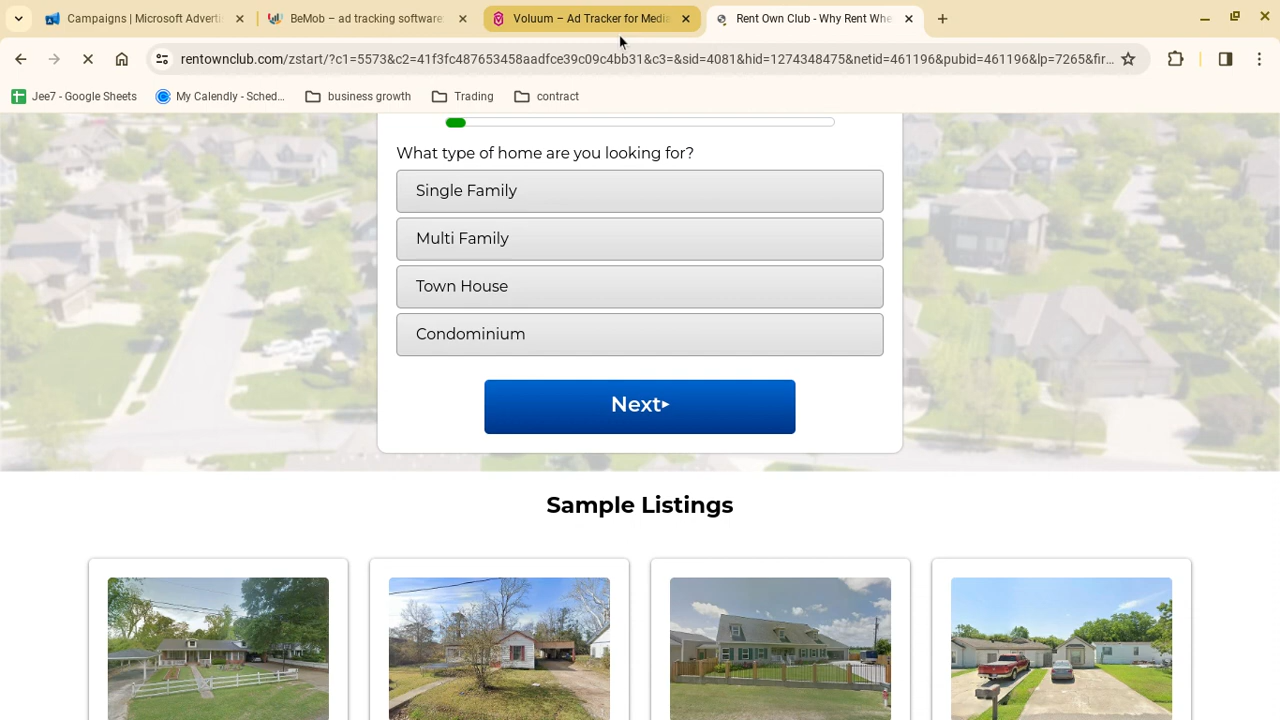 Campaigns | Microsoft Adverti
BeMob – ad tracking software
Voluum – Ad Tracker for Media
Rent Own Club - Why Rent Whe
rentownclub.com/zstart/?c1=5573&c2=41f3fc487653458aadfce39c09c4bb31&c3=&sid=4081&hid=1274348475&netid=461196&pubid=461196&lp=7265&fir...
Jee7 - Google Sheets
My Calendly - Sched...
business growth
Trading
contract
What type of home are you looking for?
Single Family
Multi Family
Town House
Condominium
Next▸
Sample Listings